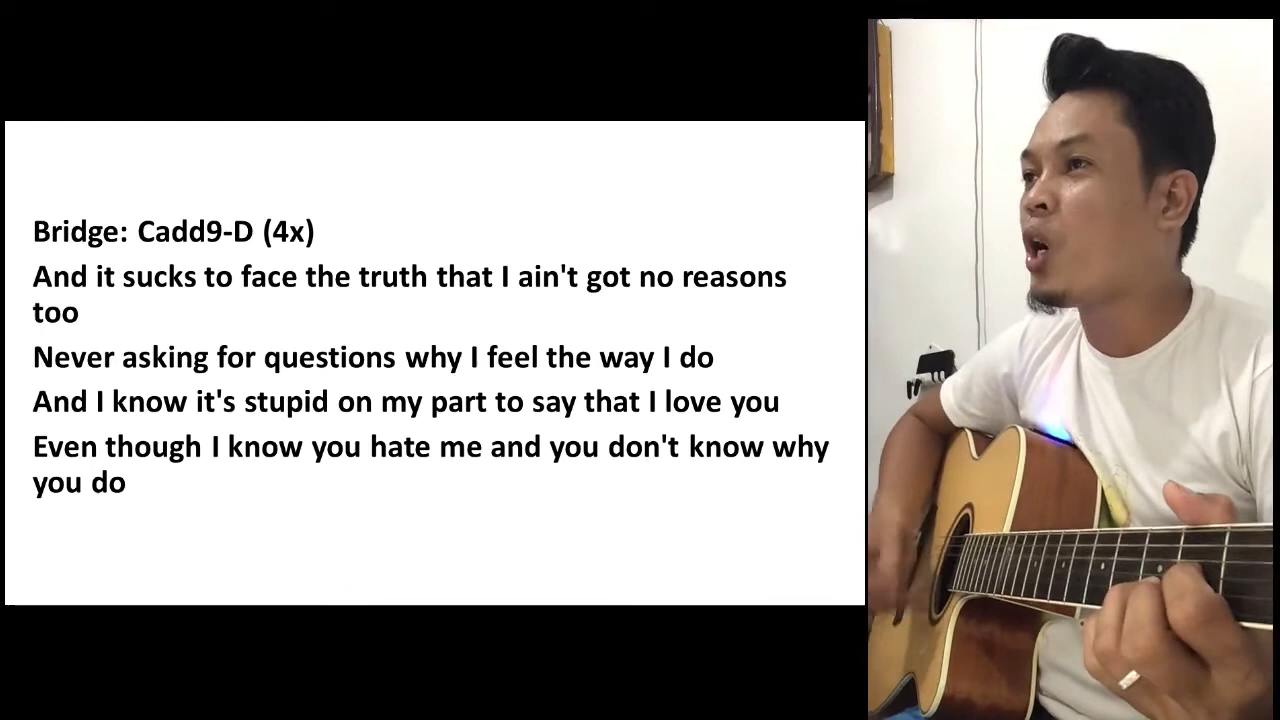 Bridge: Cadd9-D (4x)
And it sucks to face the truth that I ain't got no reasons
too
Never asking for questions why I feel the way I do
And I know it's stupid on my part to say that I love you
Even though I know you hate me and you don't know why
you do